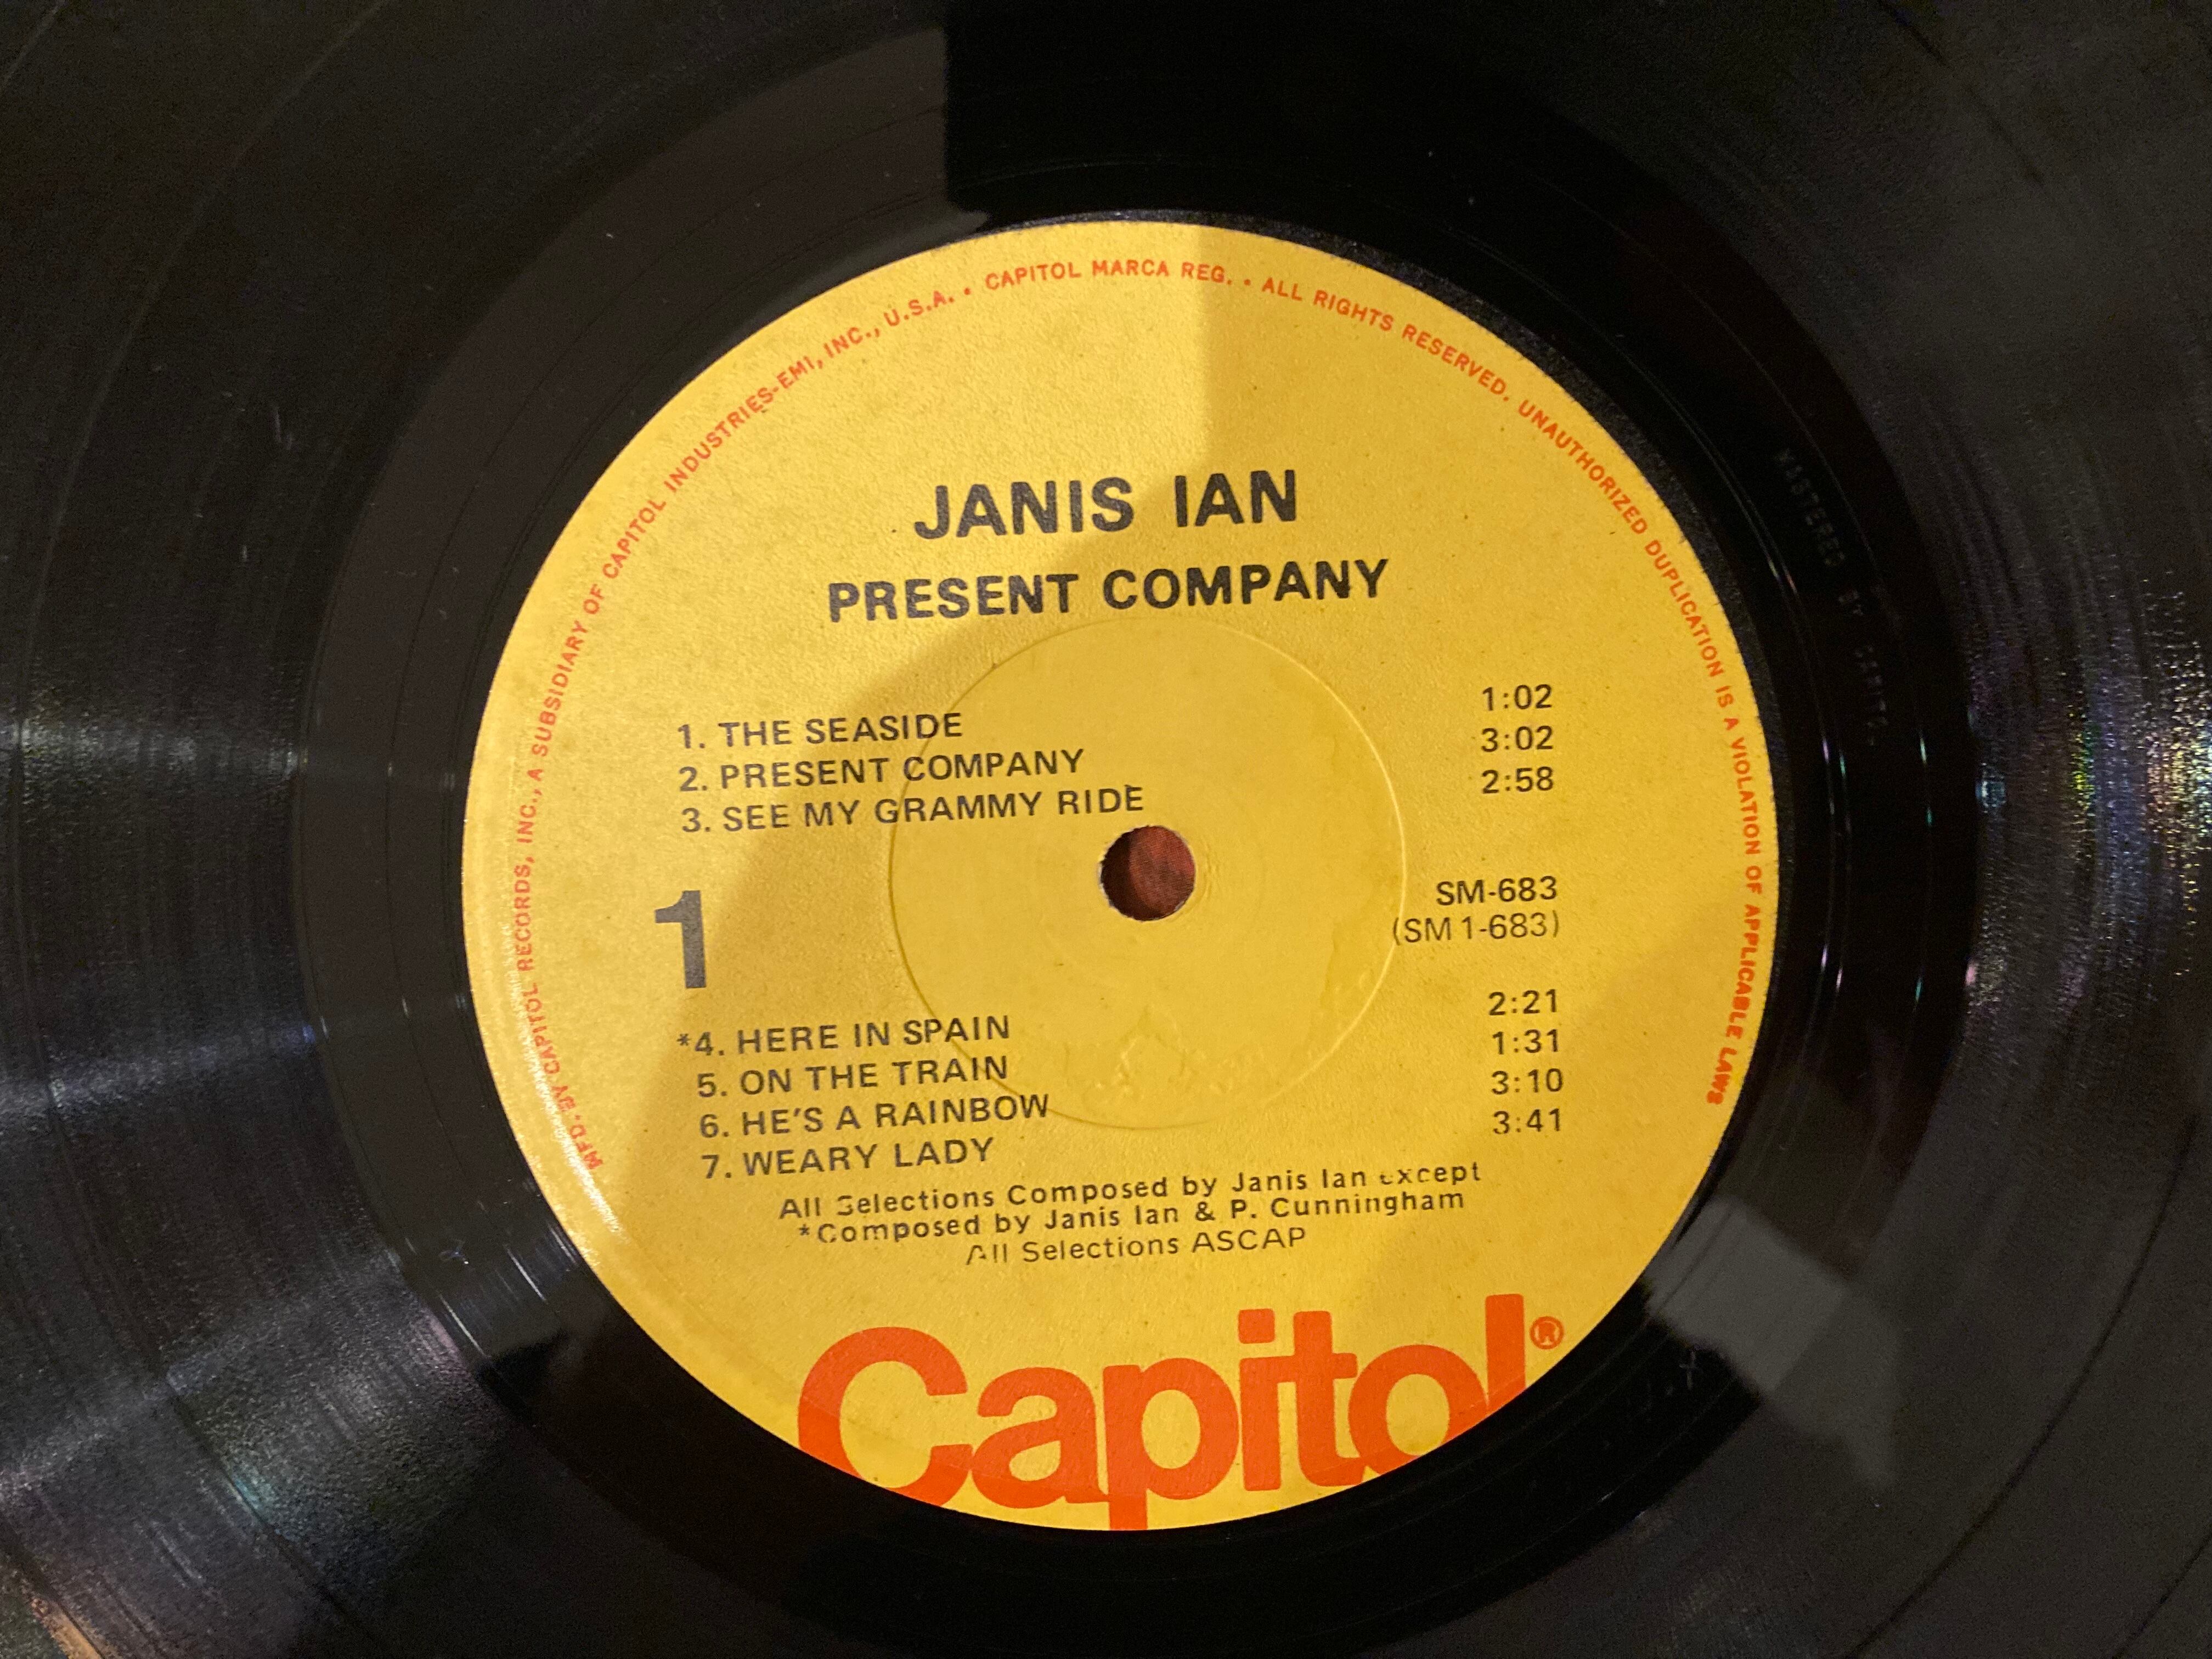 MFD. BY CAPITOL RECORDS, INC., A SUBSIDIARY OF CAPITOL INDUSTRIES-EMI, INC., U.S.A. • CAPITOL MARCA REG. • ALL RIGHTS RESERVED. UNAUTHORIZED DUPLICATION IS A VIOLATION OF APPLICABLE LAWS
JANIS IAN
PRESENT COMPANY
1. THE SEASIDE 1:02
2. PRESENT COMPANY 3:02
3. SEE MY GRAMMY RIDE 2:58
1
SM-683
(SM 1-683)
*4. HERE IN SPAIN 2:21
5. ON THE TRAIN 1:31
6. HE'S A RAINBOW 3:10
7. WEARY LADY 3:41
All Selections Composed by Janis Ian except
*Composed by Janis Ian & P. Cunningham
All Selections ASCAP
Capitol®
MASTERED BY CAPITOL